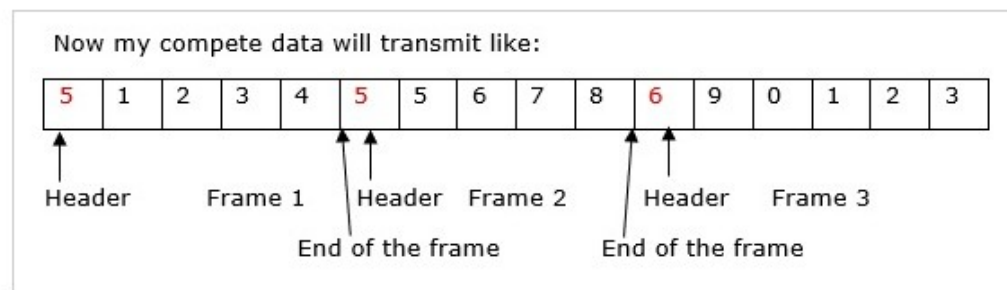 Now my compete data will transmit like:
5 1 2 3 4 5 5 6 7 8 6 9 0 1 2 3
Header Frame 1 Header Frame 2 Header Frame 3
End of the frame End of the frame